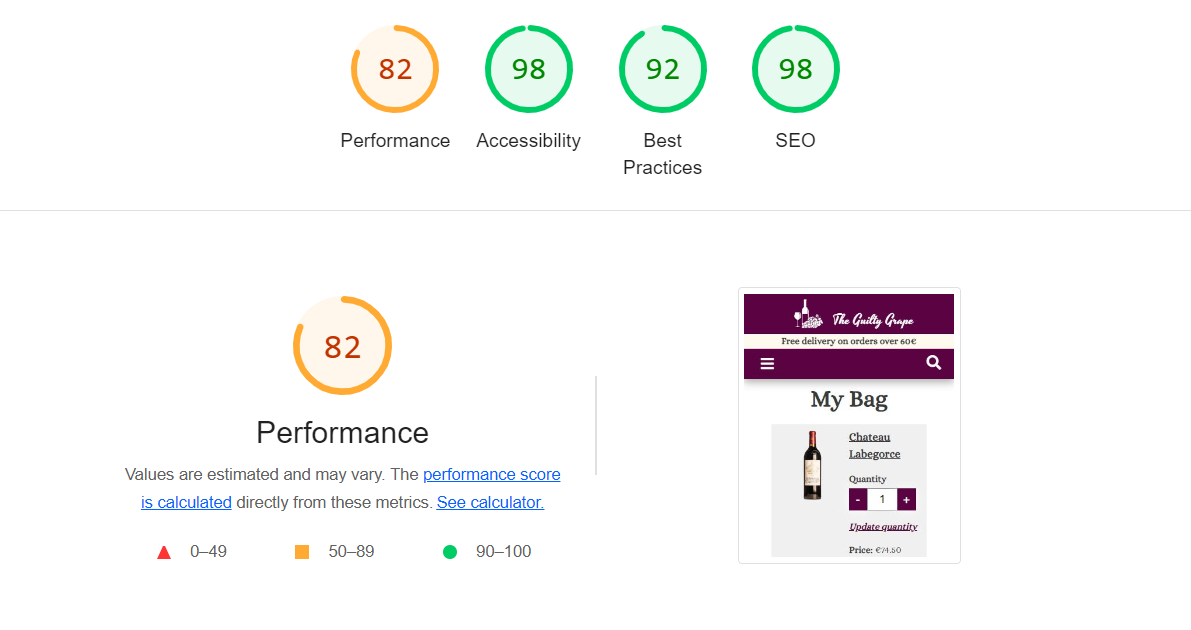 82
98
92
98
Performance
Accessibility
Best
Practices
SEO
82
Performance
Values are estimated and may vary. The performance score
is calculated directly from these metrics. See calculator.
0–49
50–89
90–100
The Guilty Grape
Free delivery on orders over 60€
My Bag
Chateau
Labegorce
Quantity
- 1 +
Update quantity
Price: €74.50